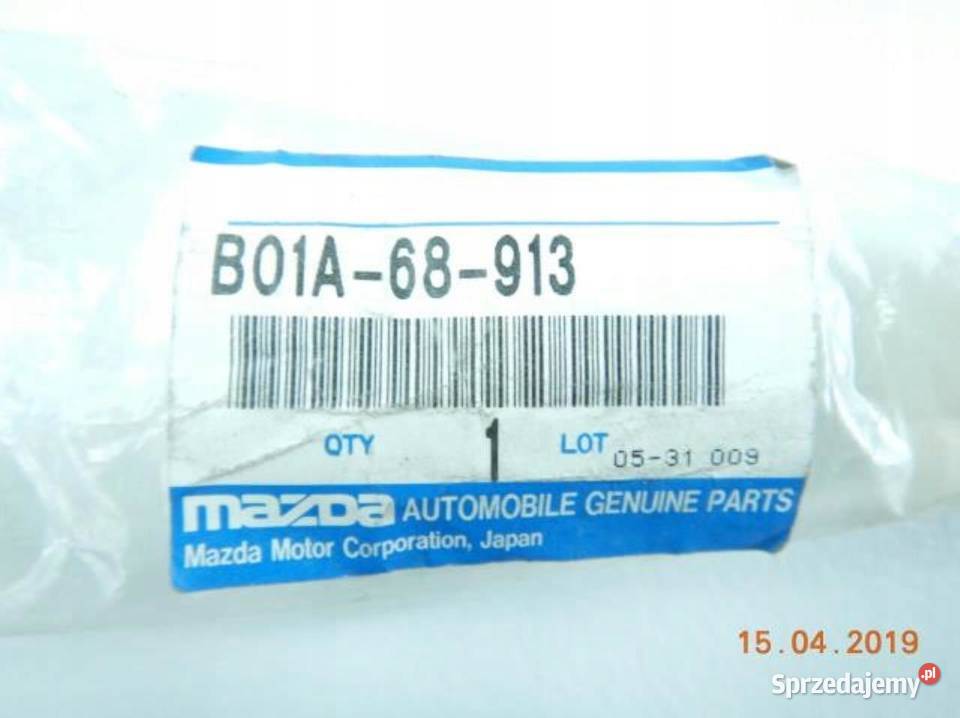 B01A-68-913
QTY 1 LOT 05-31 009
mazda AUTOMOBILE GENUINE PARTS
Mazda Motor Corporation, Japan
15.04.2019
Sprzedajemy.pl